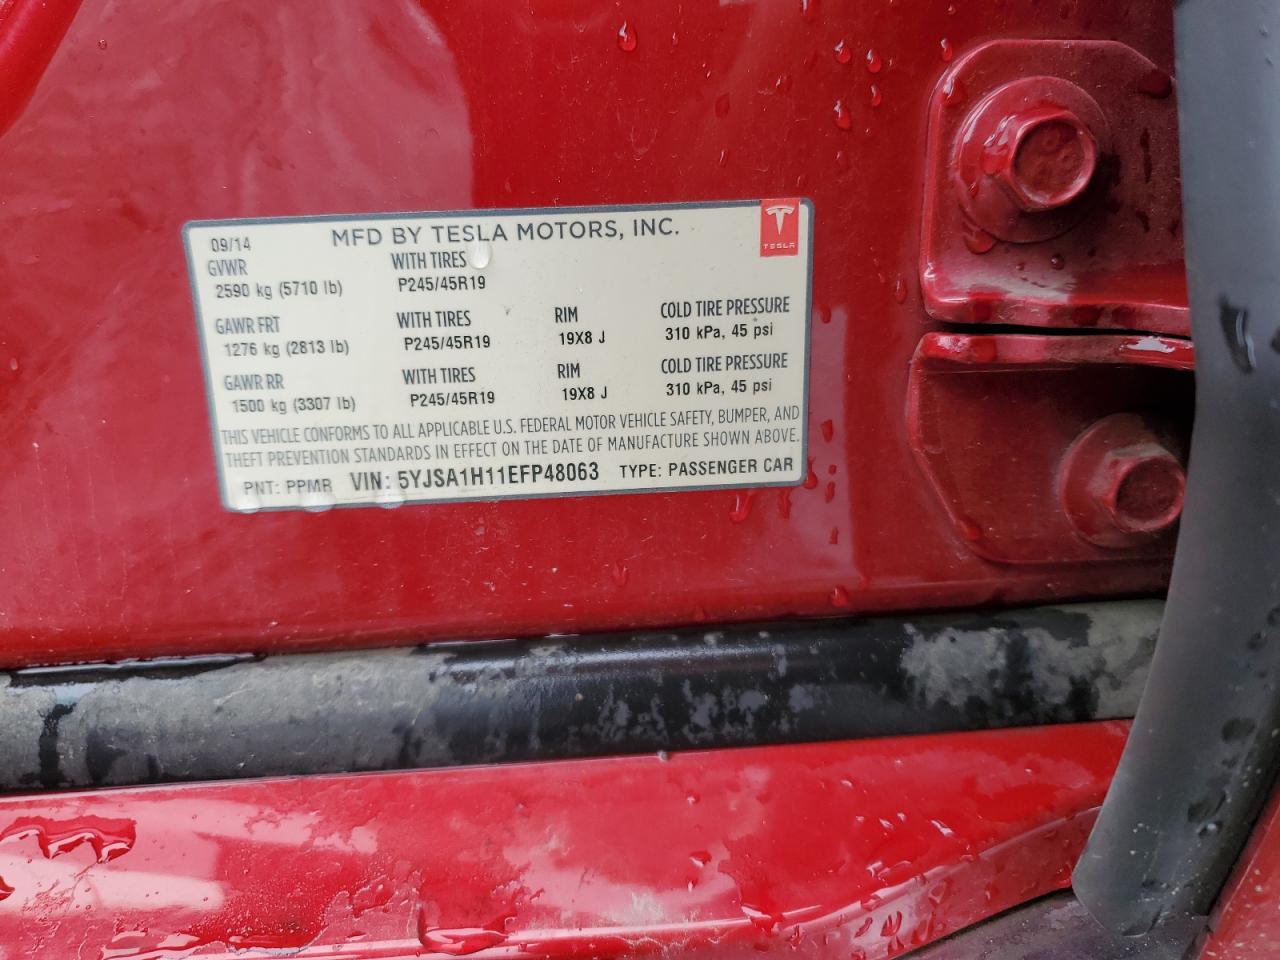 09/14 MFD BY TESLA MOTORS, INC. TESLA
GVWR WITH TIRES
2590 kg (5710 lb) P245/45R19
GAWR FRT WITH TIRES RIM COLD TIRE PRESSURE
1276 kg (2813 lb) P245/45R19 19X8 J 310 kPa, 45 psi
GAWR RR WITH TIRES RIM COLD TIRE PRESSURE
1500 kg (3307 lb) P245/45R19 19X8 J 310 kPa, 45 psi
THIS VEHICLE CONFORMS TO ALL APPLICABLE U.S. FEDERAL MOTOR VEHICLE SAFETY, BUMPER, AND
THEFT PREVENTION STANDARDS IN EFFECT ON THE DATE OF MANUFACTURE SHOWN ABOVE.
PNT: PPMR VIN: 5YJSA1H11EFP48063 TYPE: PASSENGER CAR